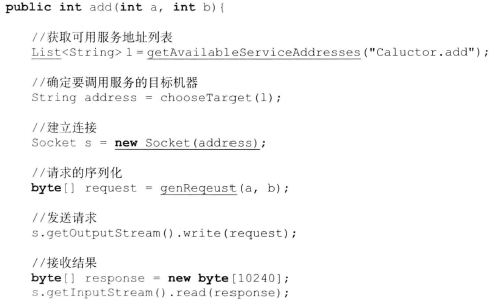 public int add(int a, int b){
//获取可用服务地址列表
List<String> l = getAvailableServiceAddresses("Caluctor.add");
//确定要调用服务的目标机器
String address = chooseTarget(l);
//建立连接
Socket s = new Socket(address);
//请求的序列化
byte[] request = genReqeust(a, b);
//发送请求
s.getOutputStream().write(request);
//接收结果
byte[] response = new byte[10240];
s.getInputStream().read(response);